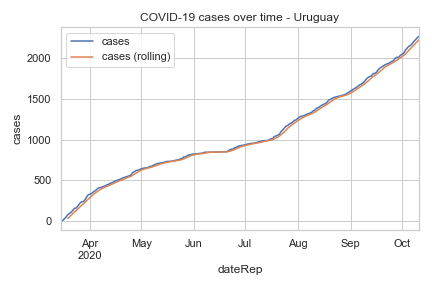 COVID-19 cases over time - Uruguay
cases
cases (rolling)
2000
1500
1000
500
0
cases
Apr May Jun Jul Aug Sep Oct
2020
dateRep